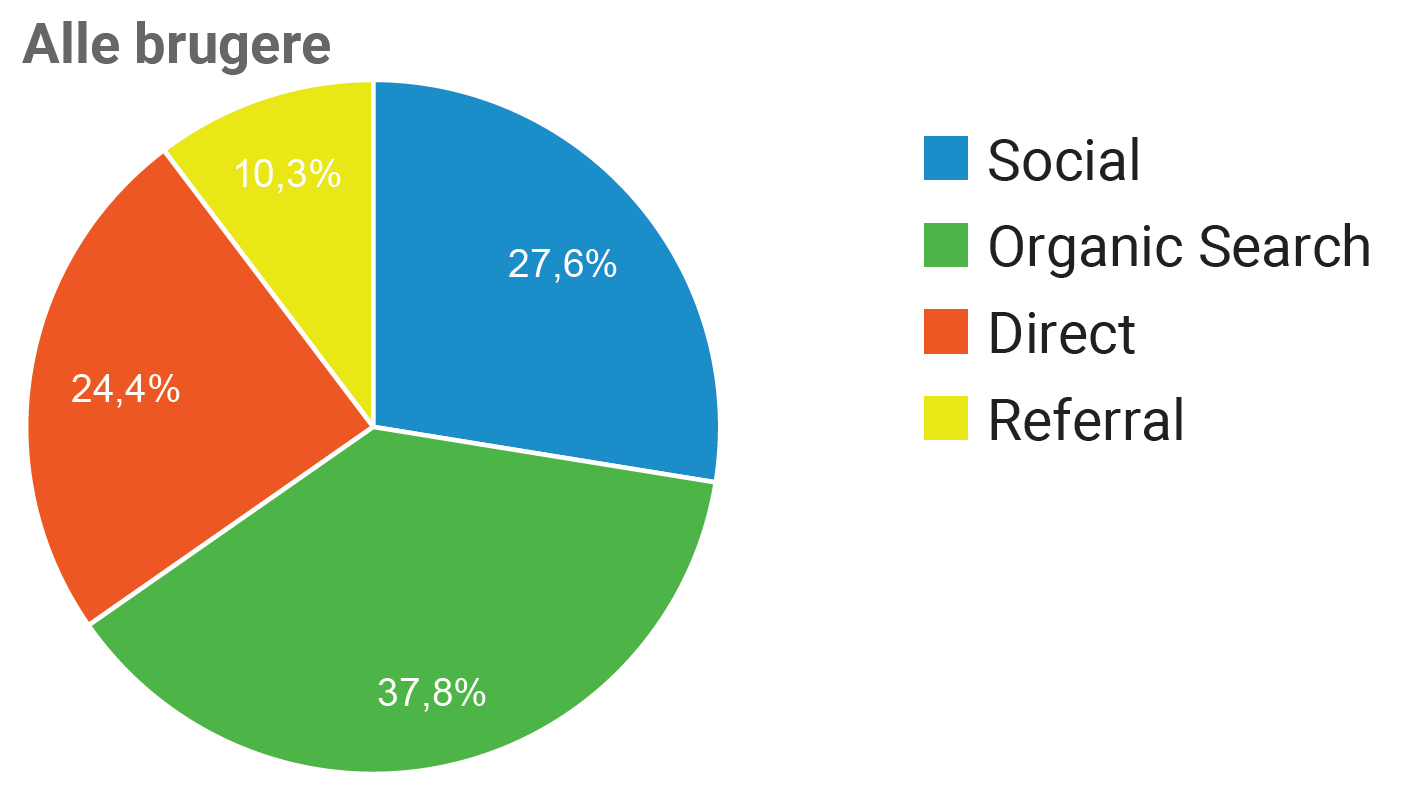 Alle brugere
10,3%
27,6%
24,4%
37,8%
Social
Organic Search
Direct
Referral